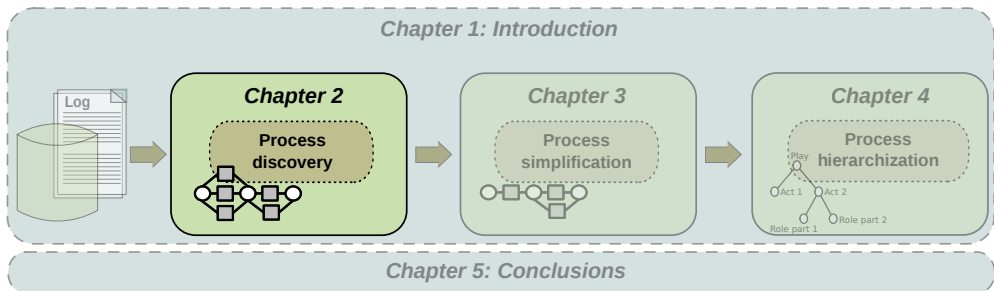 Chapter 1: Introduction
Log
Chapter 2
Process
discovery
Chapter 3
Process
simplification
Chapter 4
Process
hierarchization
Play
Act 1
Act 2
Role part 1
Role part 2
Chapter 5: Conclusions